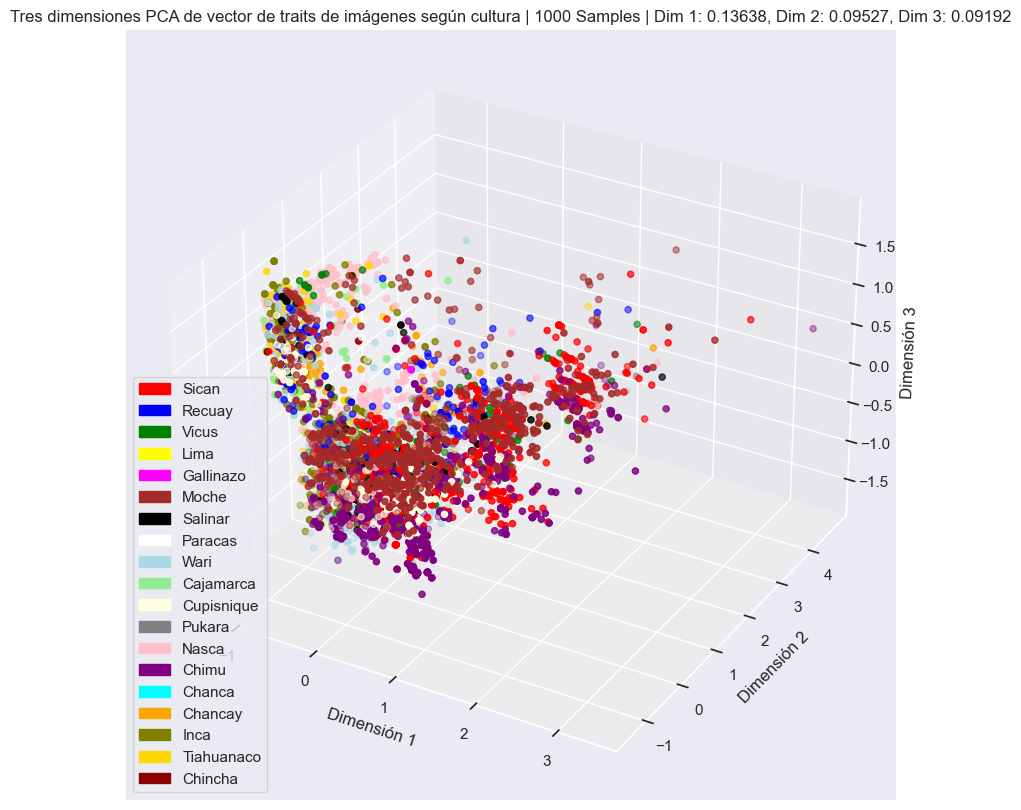 Tres dimensiones PCA de vector de traits de imágenes según cultura | 1000 Samples | Dim 1: 0.13638, Dim 2: 0.09527, Dim 3: 0.09192
1.5
1.0
0.5
0.0
−0.5
−1.0
−1.5
Dimensión 3
4
3
2
1
0
−1
Dimensión 2
−1
0
1
2
3
Dimensión 1
Sican
Recuay
Vicus
Lima
Gallinazo
Moche
Salinar
Paracas
Wari
Cajamarca
Cupisnique
Pukara
Nasca
Chimu
Chanca
Chancay
Inca
Tiahuanaco
Chincha